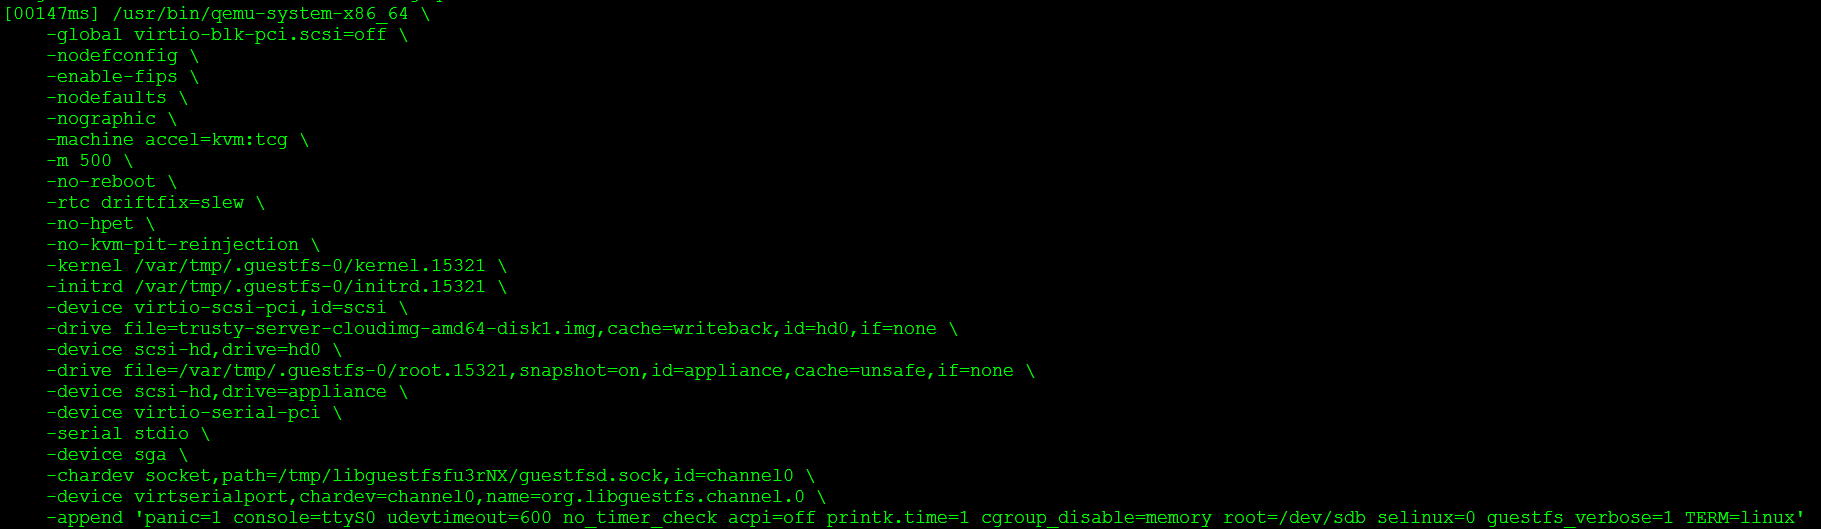 [00147ms] /usr/bin/qemu-system-x86_64 \
-global virtio-blk-pci.scsi=off \
-nodefconfig \
-enable-fips \
-nodefaults \
-nographic \
-machine accel=kvm:tcg \
-m 500 \
-no-reboot \
-rtc driftfix=slew \
-no-hpet \
-no-kvm-pit-reinjection \
-kernel /var/tmp/.guestfs-0/kernel.15321 \
-initrd /var/tmp/.guestfs-0/initrd.15321 \
-device virtio-scsi-pci,id=scsi \
-drive file=trusty-server-cloudimg-amd64-disk1.img,cache=writeback,id=hd0,if=none \
-device scsi-hd,drive=hd0 \
-drive file=/var/tmp/.guestfs-0/root.15321,snapshot=on,id=appliance,cache=unsafe,if=none \
-device scsi-hd,drive=appliance \
-device virtio-serial-pci \
-serial stdio \
-device sga \
-chardev socket,path=/tmp/libguestfsfu3rNX/guestfsd.sock,id=channel0 \
-device virtserialport,chardev=channel0,name=org.libguestfs.channel.0 \
-append 'panic=1 console=ttyS0 udevtimeout=600 no_timer_check acpi=off printk.time=1 cgroup_disable=memory root=/dev/sdb selinux=0 guestfs_verbose=1 TERM=linux'